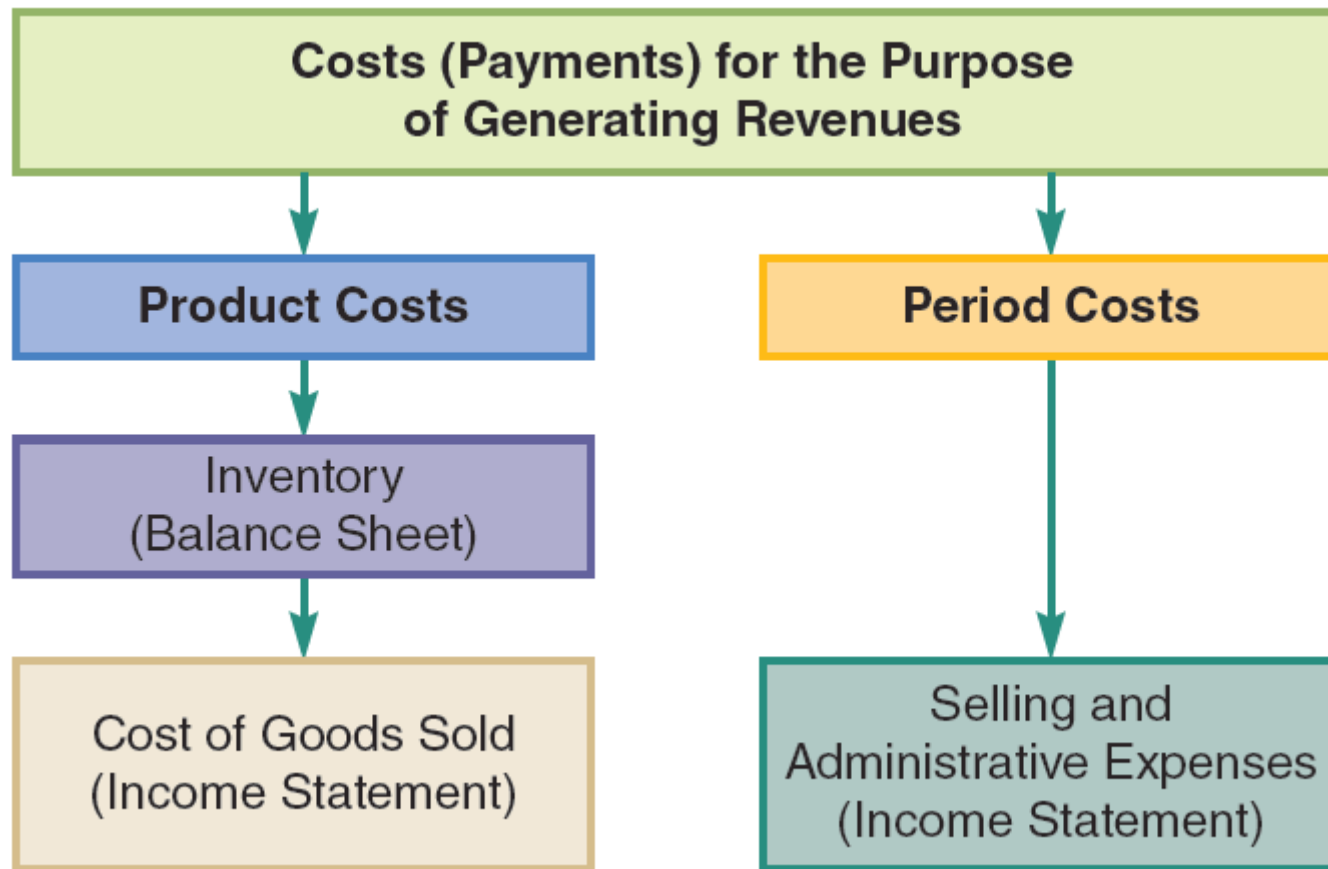 Costs (Payments) for the Purpose
of Generating Revenues
Product Costs
Period Costs
Inventory
(Balance Sheet)
Cost of Goods Sold
(Income Statement)
Selling and
Administrative Expenses
(Income Statement)